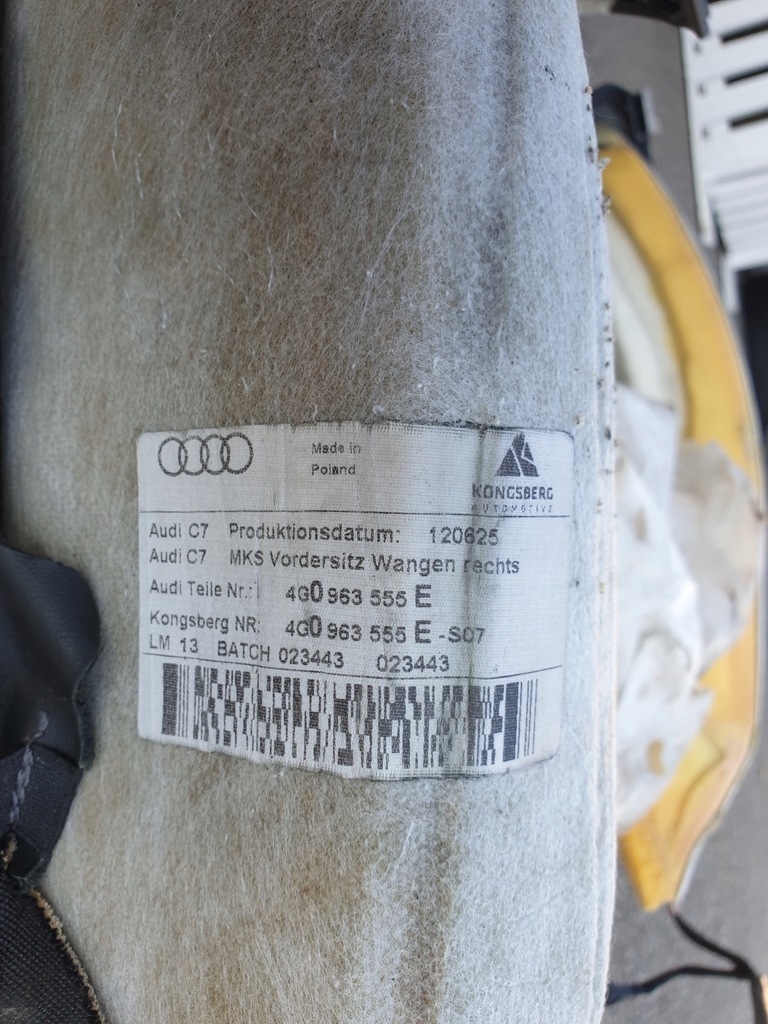 Made in
Poland
KONGSBERG
AUTOMOTIVE
Audi C7 Produktionsdatum: 120625
Audi C7 MKS Vordersitz Wangen rechts
Audi Teile Nr.: 4G0 963 555 E
Kongsberg NR: 4G0 963 555 E -S07
LM 13 BATCH 023443 023443